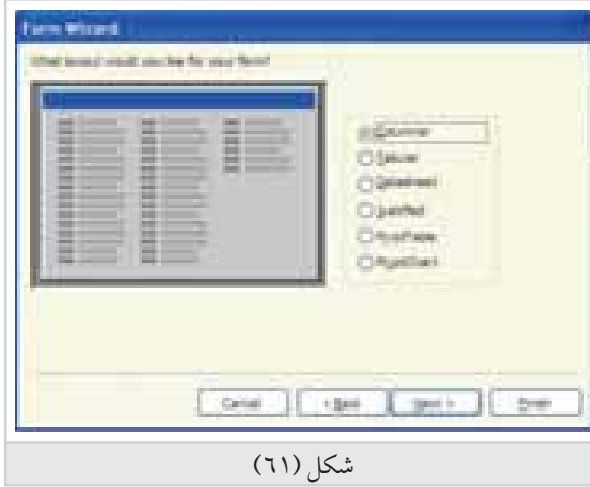 Form Wizard
What layout would you like for your form?
Columnar
Tabular
Datasheet
Justified
PivotTable
PivotChart
Cancel
< Back
Next >
Finish
شكل (٦١)